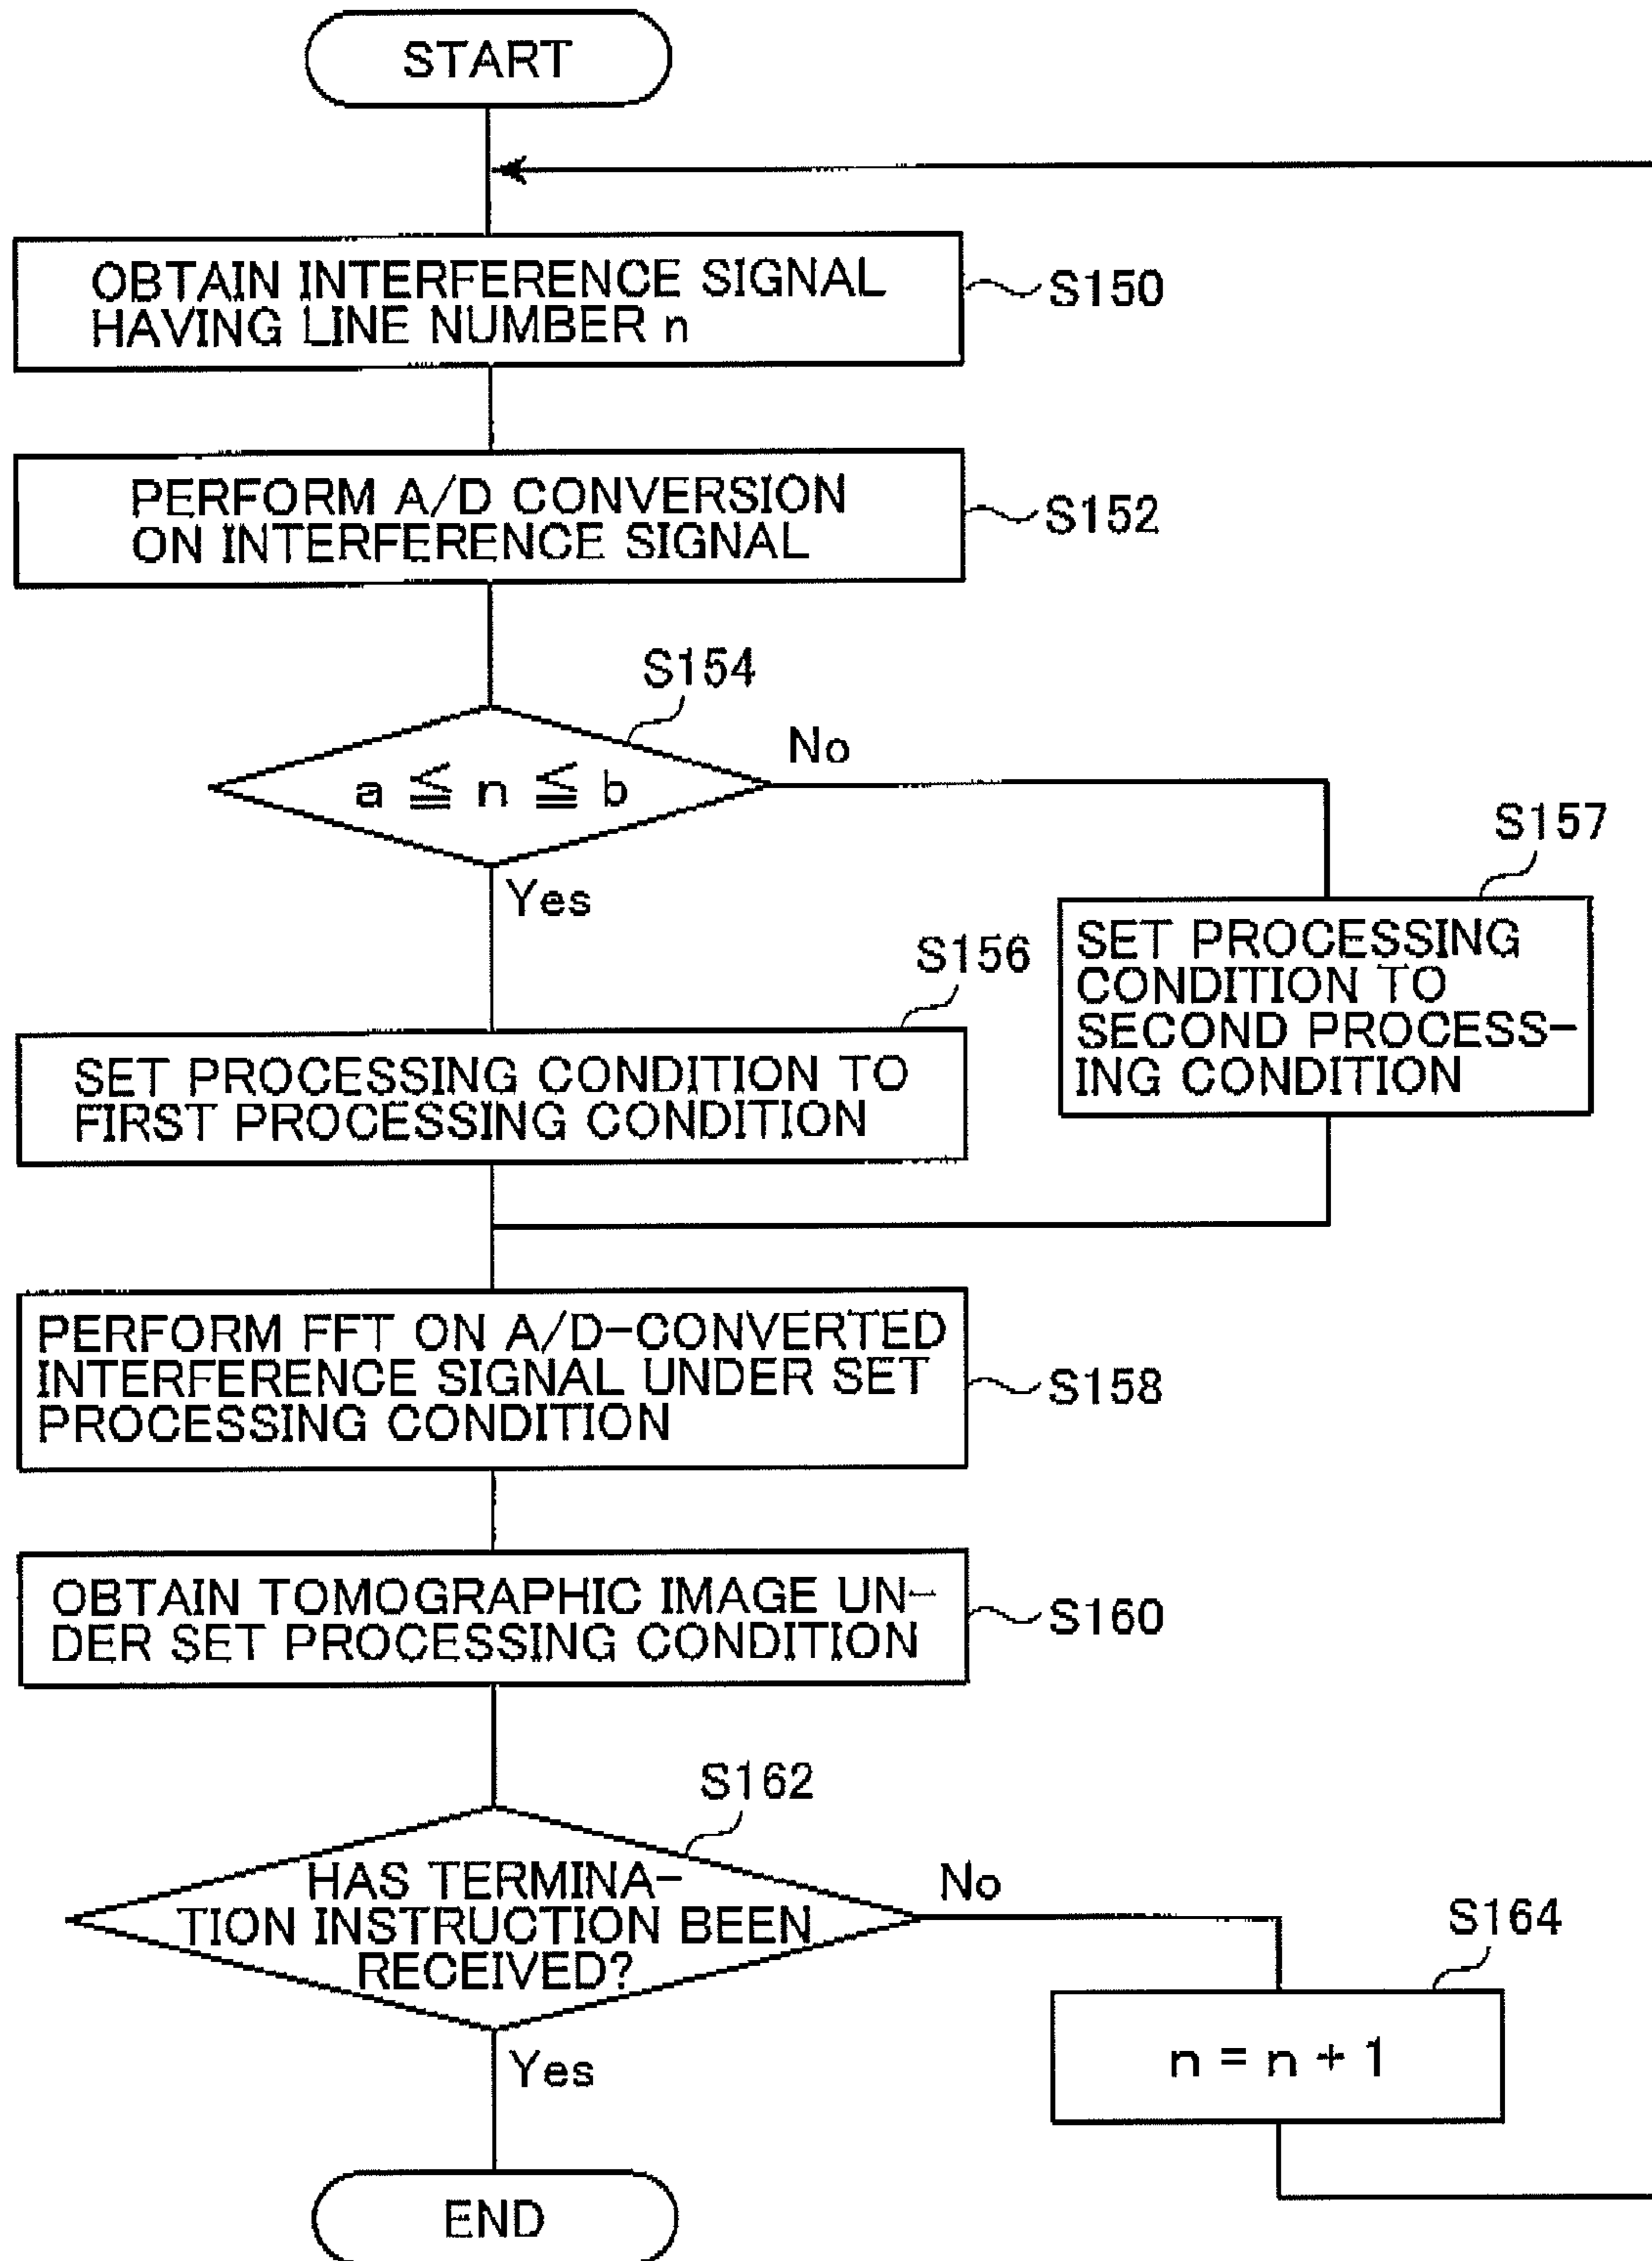 START
OBTAIN INTERFERENCE SIGNAL
HAVING LINE NUMBER n
S150
PERFORM A/D CONVERSION
ON INTERFERENCE SIGNAL
S152
S154
a ≦ n ≦ b
No
Yes
S157
SET PROCESSING
CONDITION TO
SECOND PROCESS-
ING CONDITION
S156
SET PROCESSING CONDITION TO
FIRST PROCESSING CONDITION
PERFORM FFT ON A/D-CONVERTED
INTERFERENCE SIGNAL UNDER SET
PROCESSING CONDITION
S158
OBTAIN TOMOGRAPHIC IMAGE UN-
DER SET PROCESSING CONDITION
S160
S162
HAS TERMINA-
TION INSTRUCTION BEEN
RECEIVED?
No
Yes
S164
n = n + 1
END